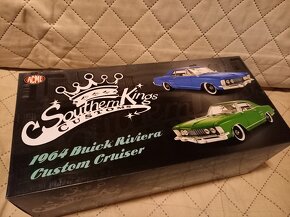 ACME
Southern Kings
CUSTOMS
1964 Buick Riviera
Custom Cruiser